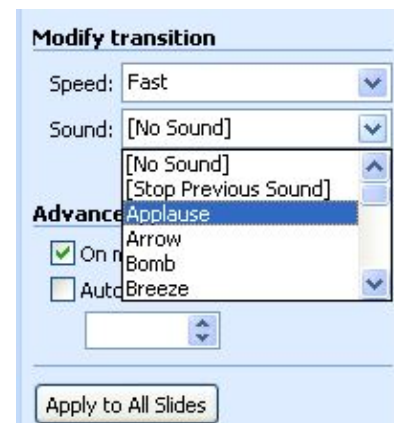 Modify transition
Speed: Fast
Sound: [No Sound]
[No Sound]
[Stop Previous Sound]
Applause
Arrow
Bomb
Breeze
Advance
On
Auto
Apply to All Slides